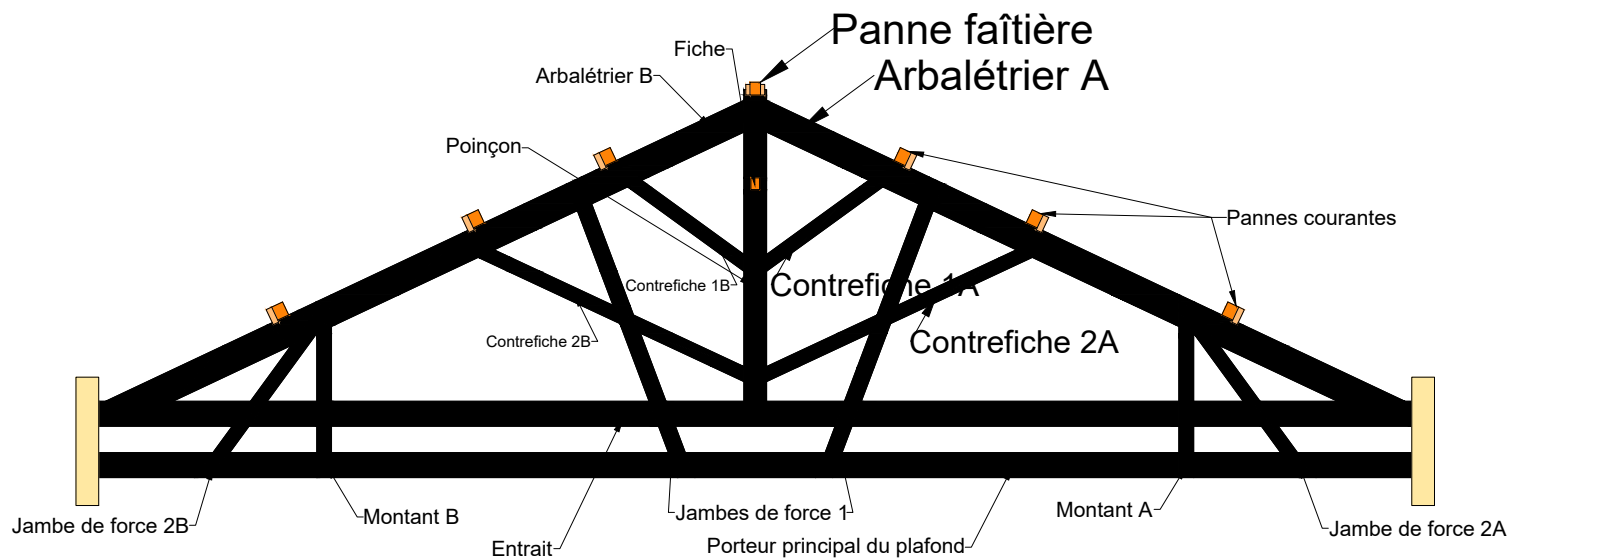 Panne faîtière
Fiche
Arbalétrier B
Arbalétrier A
Poinçon
Pannes courantes
Contrefiche 1B
Contrefiche 1A
Contrefiche 2B
Contrefiche 2A
Jambe de force 2B
Montant B
Jambes de force 1
Montant A
Jambe de force 2A
Entrait
Porteur principal du plafond